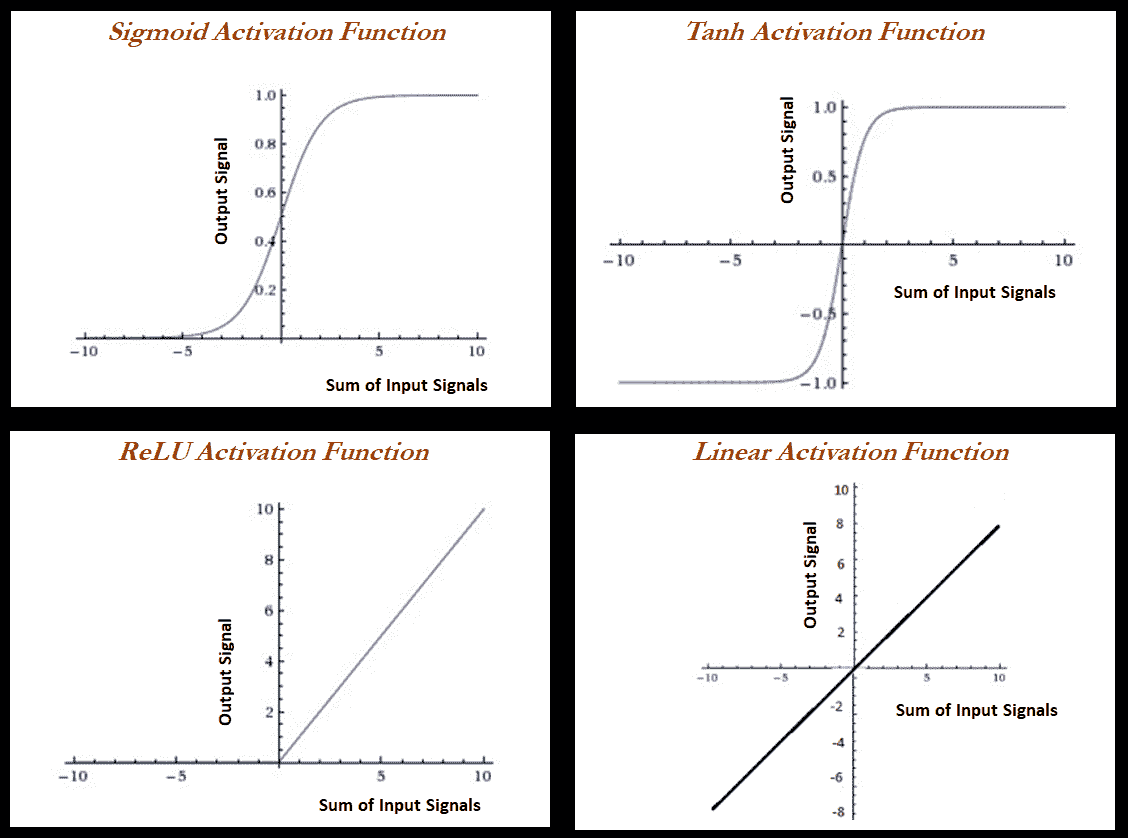 Sigmoid Activation Function
Output Signal
1.0
0.8
0.6
0.4
0.2
−10 −5 5 10
Sum of Input Signals
Tanh Activation Function
Output Signal
1.0
0.5
−10 −5 5 10
Sum of Input Signals
−0.5
−1.0
ReLU Activation Function
Output Signal
10
8
6
4
2
−10 −5 5 10
Sum of Input Signals
Linear Activation Function
Output Signal
10
8
6
4
2
−10 −5 5 10
Sum of Input Signals
-2
-4
-6
-8